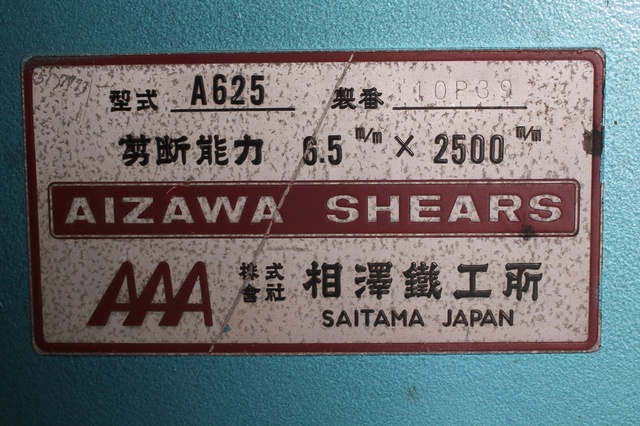 型式 A625 製番 10P39
剪断能力 6.5 m/m × 2500 m/m
AIZAWA SHEARS
AAA 株式会社 相澤鐵工所
SAITAMA JAPAN